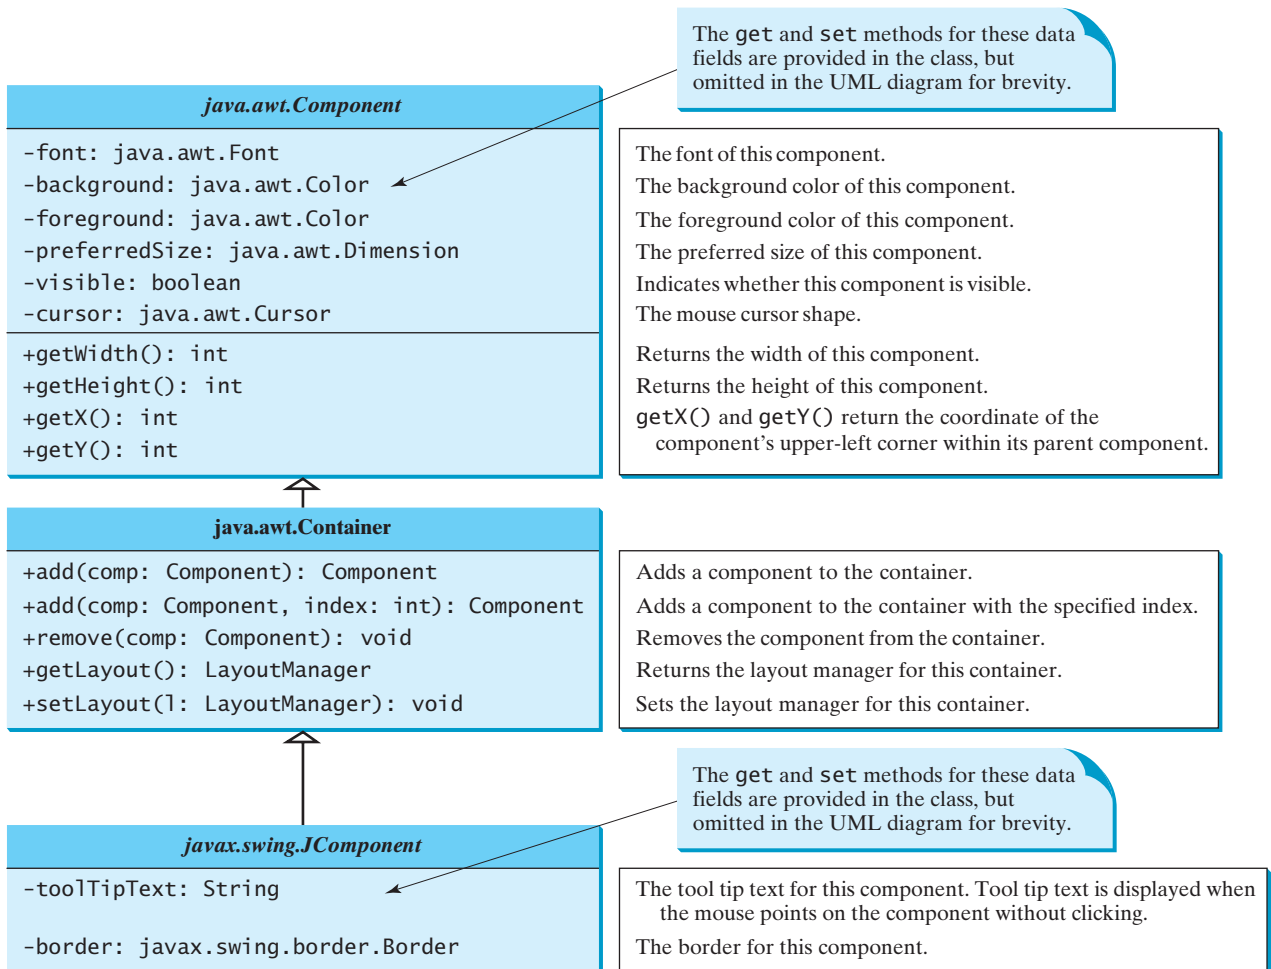 The get and set methods for these data
fields are provided in the class, but
omitted in the UML diagram for brevity.
java.awt.Component
-font: java.awt.Font
The font of this component.
-background: java.awt.Color
The background color of this component.
-foreground: java.awt.Color
The foreground color of this component.
-preferredSize: java.awt.Dimension
The preferred size of this component.
-visible: boolean
Indicates whether this component is visible.
-cursor: java.awt.Cursor
The mouse cursor shape.
+getWidth(): int
Returns the width of this component.
+getHeight(): int
Returns the height of this component.
+getX(): int
getX() and getY() return the coordinate of the
+getY(): int
component's upper-left corner within its parent component.
java.awt.Container
+add(comp: Component): Component
Adds a component to the container.
+add(comp: Component, index: int): Component
Adds a component to the container with the specified index.
+remove(comp: Component): void
Removes the component from the container.
+getLayout(): LayoutManager
Returns the layout manager for this container.
+setLayout(l: LayoutManager): void
Sets the layout manager for this container.
The get and set methods for these data
fields are provided in the class, but
omitted in the UML diagram for brevity.
javax.swing.JComponent
-toolTipText: String
The tool tip text for this component. Tool tip text is displayed when
the mouse points on the component without clicking.
-border: javax.swing.border.Border
The border for this component.